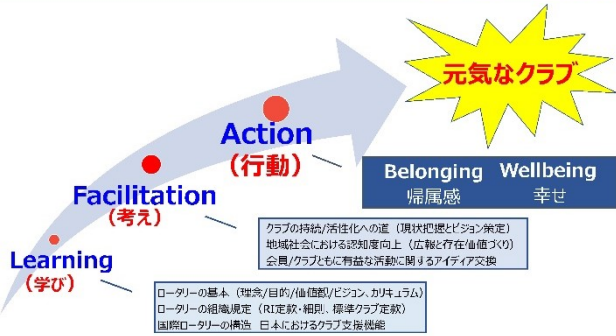 元気なクラブ
Action
(行動)
Belonging Wellbeing
帰属感 幸せ
Facilitation
(考え)
クラブの持続/活性化への道（現状把握とビジョン策定）
地域社会における認知度向上（広報と存在価値づくり）
会員/クラブともに有益な活動に関するアイディア交換
Learning
(学び)
ロータリーの基本（理念/目的/価値観/ビジョン、カリキュラム）
ロータリーの組織規定（RI定款・細則、標準クラブ定款）
国際ロータリーの構造 日本におけるクラブ支援機能